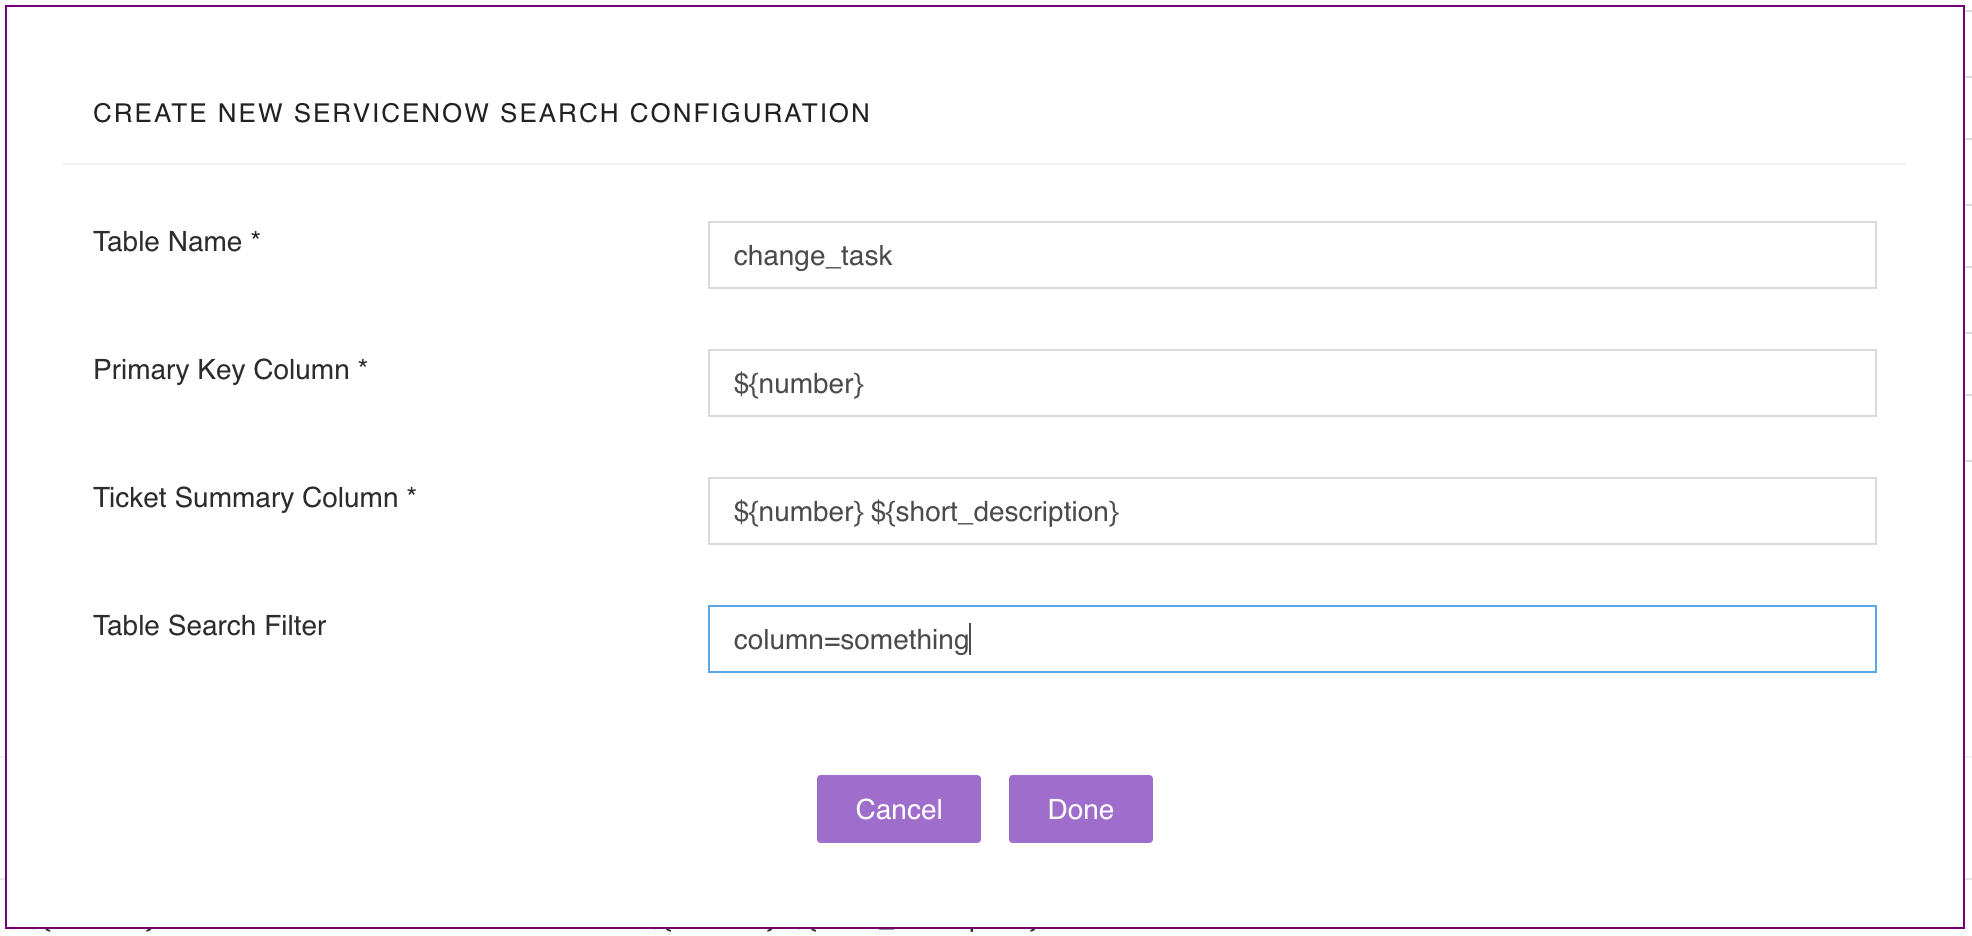 CREATE NEW SERVICENOW SEARCH CONFIGURATION
Table Name *
change_task
Primary Key Column *
${number}
Ticket Summary Column *
${number} ${short_description}
Table Search Filter
column=something
Cancel
Done